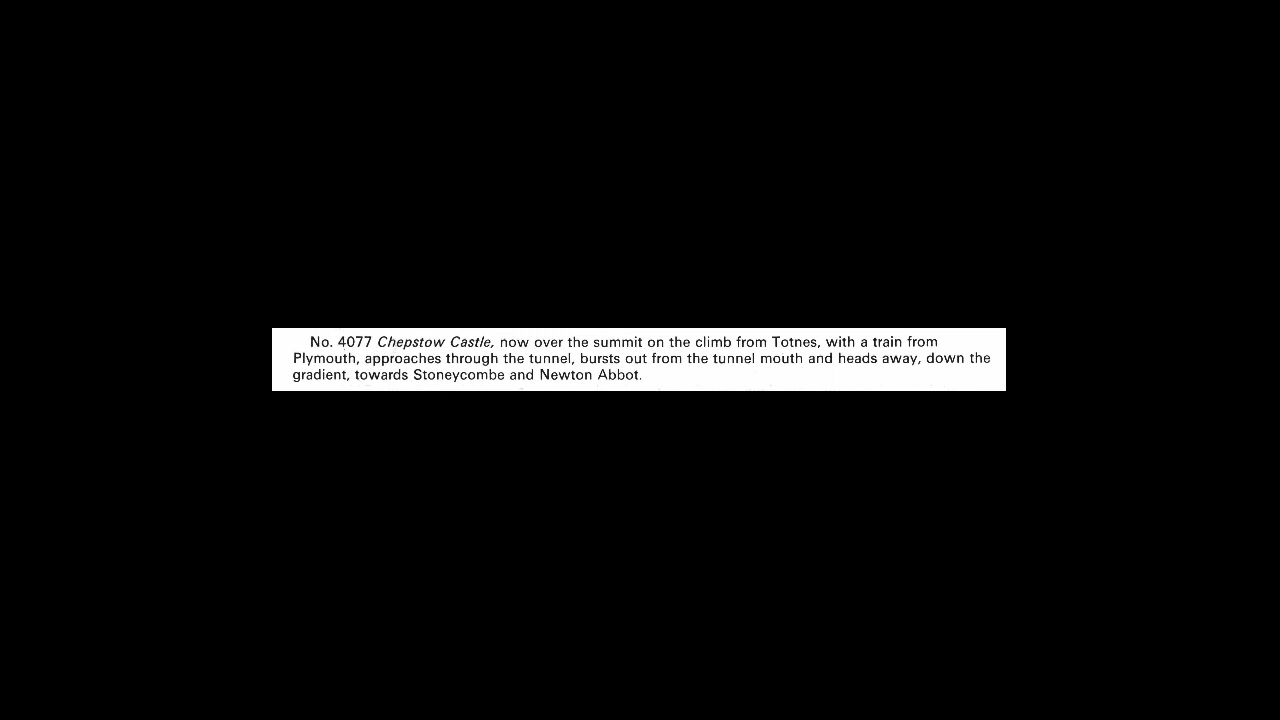 No. 4077 Chepstow Castle, now over the summit on the climb from Totnes, with a train from
Plymouth, approaches through the tunnel, bursts out from the tunnel mouth and heads away, down the
gradient, towards Stoneycombe and Newton Abbot.